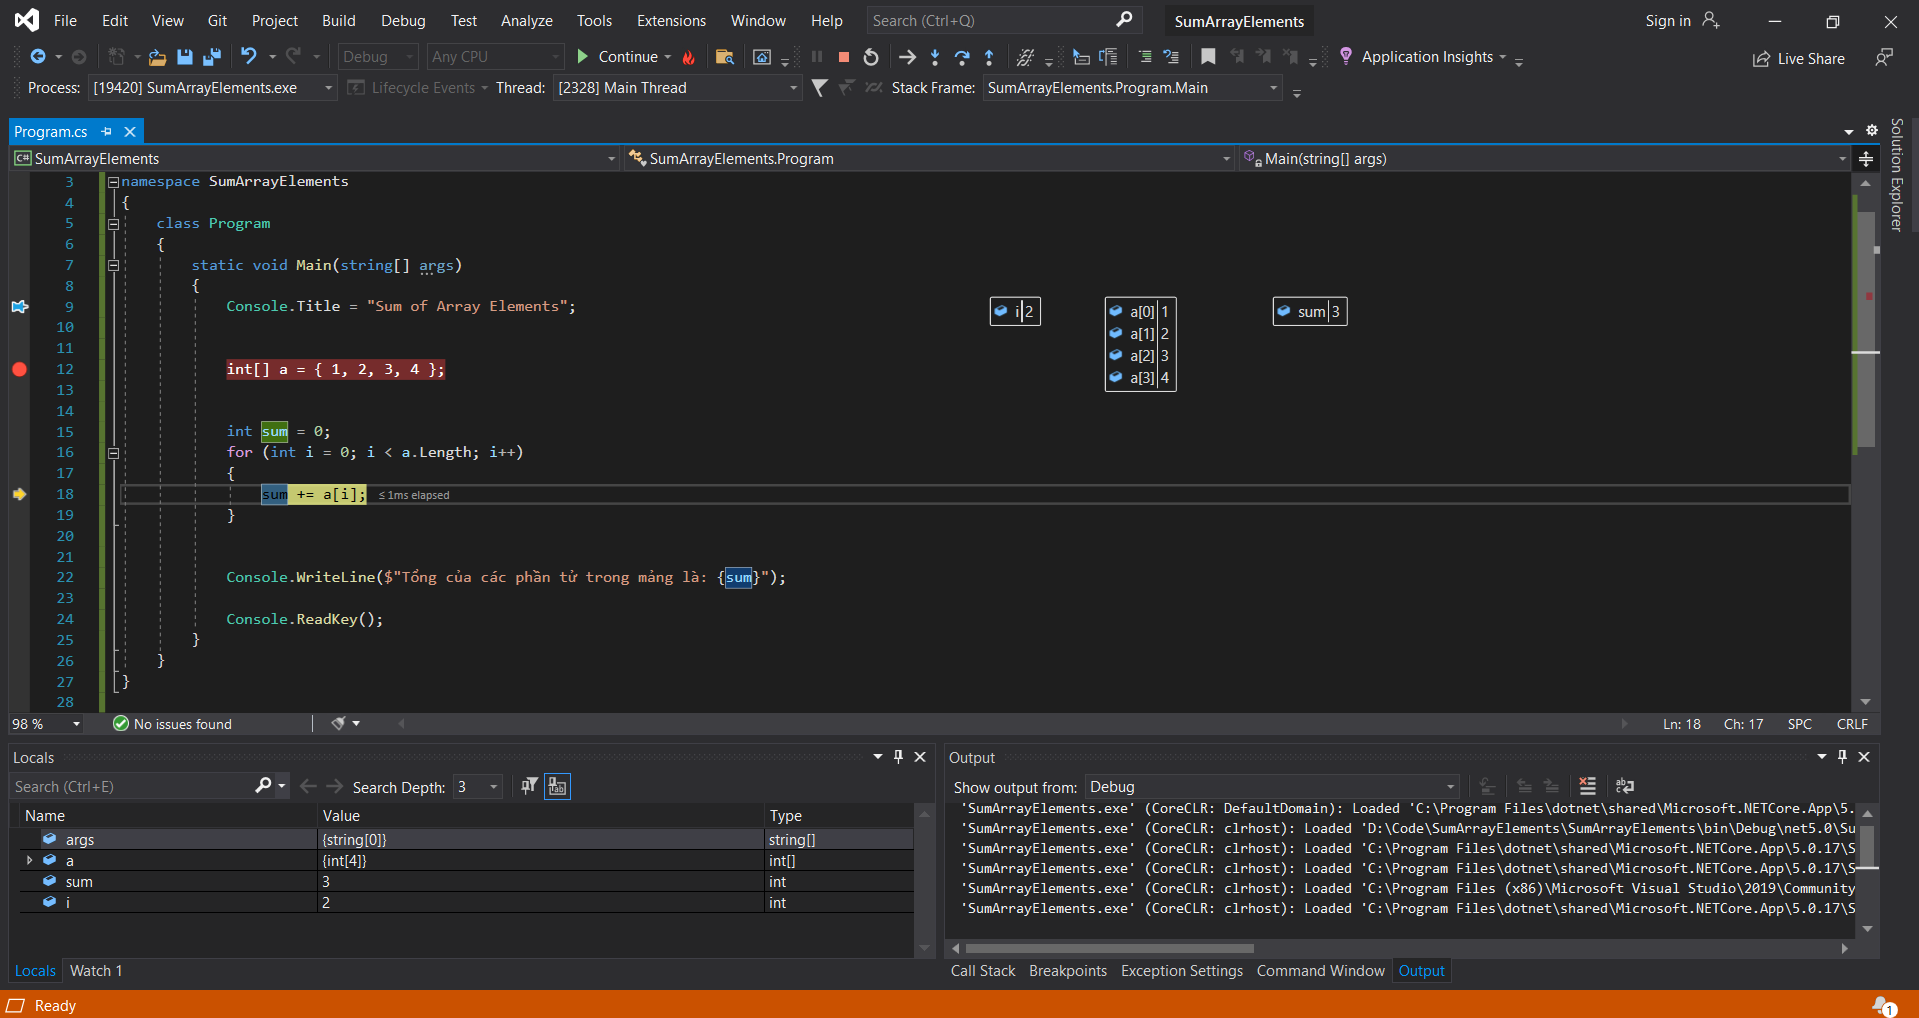 File Edit View Git Project Build Debug Test Analyze Tools Extensions Window Help Search (Ctrl+Q) SumArrayElements Sign in
Debug Any CPU Continue Application Insights Live Share
Process: [19420] SumArrayElements.exe Lifecycle Events Thread: [2328] Main Thread Stack Frame: SumArrayElements.Program.Main
Program.cs
C# SumArrayElements SumArrayElements.Program Main(string[] args)
Solution Explorer
3 namespace SumArrayElements
4 {
5 class Program
6 {
7 static void Main(string[] args)
8 {
9 Console.Title = "Sum of Array Elements";
10
11
12 int[] a = { 1, 2, 3, 4 };
13
14
15 int sum = 0;
16 for (int i = 0; i < a.Length; i++)
17 {
18 sum += a[i]; ≤ 1ms elapsed
19 }
20
21
22 Console.WriteLine($"Tổng của các phần tử trong mảng là: {sum}");
23
24 Console.ReadKey();
25 }
26 }
27 }
28
i 2
a[0] 1
a[1] 2
a[2] 3
a[3] 4
sum 3
98 % No issues found Ln: 18 Ch: 17 SPC CRLF
Locals
Search (Ctrl+E) Search Depth: 3
Name Value Type
args {string[0]} string[]
a {int[4]} int[]
sum 3 int
i 2 int
Locals Watch 1
Output
Show output from: Debug
'SumArrayElements.exe' (CoreCLR: DefaultDomain): Loaded 'C:\Program Files\dotnet\shared\Microsoft.NETCore.App\5.
'SumArrayElements.exe' (CoreCLR: clrhost): Loaded 'D:\Code\SumArrayElements\SumArrayElements\bin\Debug\net5.0\Su
'SumArrayElements.exe' (CoreCLR: clrhost): Loaded 'C:\Program Files\dotnet\shared\Microsoft.NETCore.App\5.0.17\S
'SumArrayElements.exe' (CoreCLR: clrhost): Loaded 'C:\Program Files\dotnet\shared\Microsoft.NETCore.App\5.0.17\S
'SumArrayElements.exe' (CoreCLR: clrhost): Loaded 'C:\Program Files (x86)\Microsoft Visual Studio\2019\Community
'SumArrayElements.exe' (CoreCLR: clrhost): Loaded 'C:\Program Files\dotnet\shared\Microsoft.NETCore.App\5.0.17\S
Call Stack Breakpoints Exception Settings Command Window Output
Ready 1